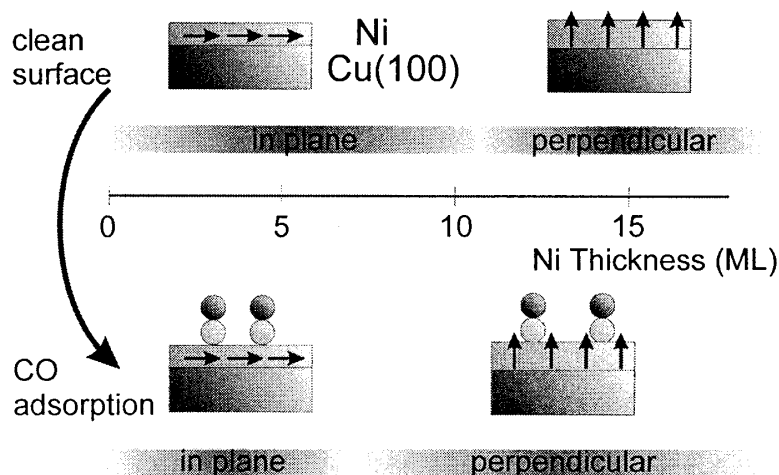 clean
surface
Ni
Cu(100)
in plane
perpendicular
0
5
10
15
Ni Thickness (ML)
CO
adsorption
in plane
perpendicular